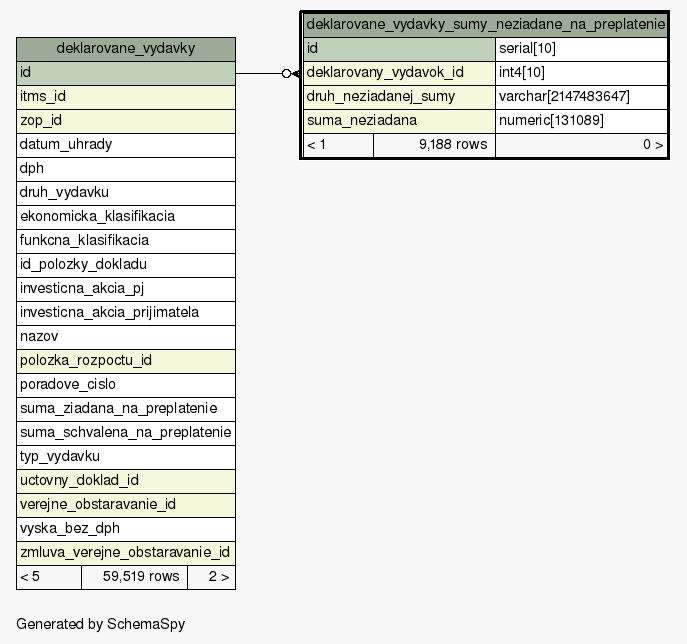 deklarovane_vydavky
id
itms_id
zop_id
datum_uhrady
dph
druh_vydavku
ekonomicka_klasifikacia
funkcna_klasifikacia
id_polozky_dokladu
investicna_akcia_pj
investicna_akcia_prijimatela
nazov
polozka_rozpoctu_id
poradove_cislo
suma_ziadana_na_preplatenie
suma_schvalena_na_preplatenie
typ_vydavku
uctovny_doklad_id
verejne_obstaravanie_id
vyska_bez_dph
zmluva_verejne_obstaravanie_id
< 5 59,519 rows 2 >
deklarovane_vydavky_sumy_neziadane_na_preplatenie
id serial[10]
deklarovany_vydavok_id int4[10]
druh_neziadanej_sumy varchar[2147483647]
suma_neziadana numeric[131089]
< 1 9,188 rows 0 >
Generated by SchemaSpy